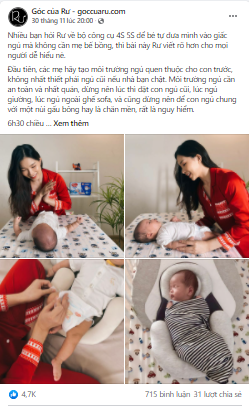 Góc của Rư - goccuaru.com
30 tháng 11 lúc 20:00 ·
Nhiều bạn hỏi Rư về bộ công cụ 4S 5S để bé tự đưa mình vào giấc
ngủ mà không cần mẹ bế bồng, thì bài này Rư viết rõ hơn cho mọi
người dễ hiểu nè.
Đầu tiên, các mẹ hãy tạo môi trường ngủ quen thuộc cho con trước,
không nhất thiết phải ngủ cũi nếu nhà bạn chật. Môi trường ngủ cần
an toàn và nhất quán, đừng nên lúc thì đặt con ngủ cũi, lúc ngủ
giường, lúc ngủ ngoài ghế sofa, và cũng đừng nên để con ngủ chung
với một núi gấu bông hay là chăn mền, rất là nguy hiểm.
6h30 chiều ... Xem thêm
4,7K
715 bình luận 31 lượt chia sẻ